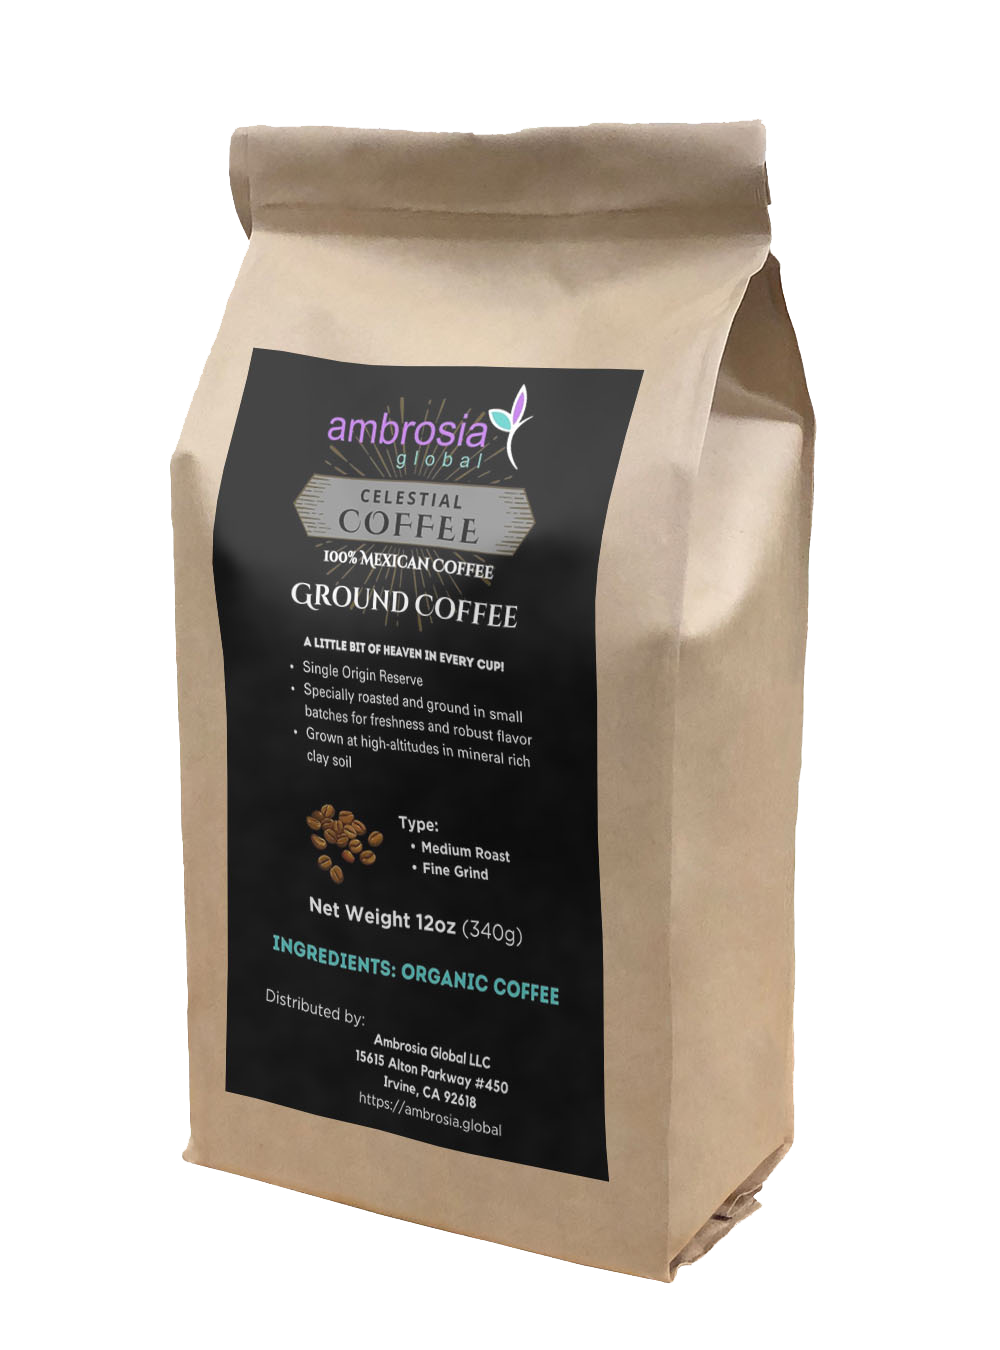 ambrosia
global
CELESTIAL
COFFEE
100% MEXICAN COFFEE
GROUND COFFEE
A LITTLE BIT OF HEAVEN IN EVERY CUP!
• Single Origin Reserve
• Specially roasted and ground in small
batches for freshness and robust flavor
• Grown at high-altitudes in mineral rich
clay soil
Type:
• Medium Roast
• Fine Grind
Net Weight 12oz (340g)
INGREDIENTS: ORGANIC COFFEE
Distributed by:
Ambrosia Global LLC
15615 Alton Parkway #450
Irvine, CA 92618
https://ambrosia.global